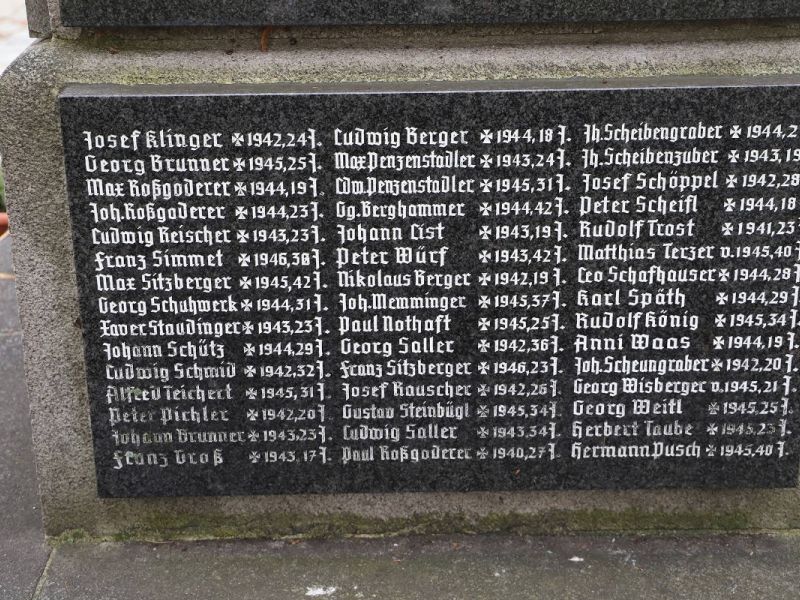 Josef Klinger ✠1942,24J. Ludwig Berger ✠1944,18J. Jh.Scheibengraber ✠1944,2
Georg Brunner ✠1945,25J. Max Penzenstadler ✠1943,24J. Jh.Scheibenzuber ✠1943,19
Max Roßgoderer ✠1944,19J. Ldw.Penzenstadler ✠1945,31J. Josef Schöppel ✠1942,28
Joh.Roßgoderer ✠1944,23J. Gg.Berghammer ✠1944,42J. Peter Scheifl ✠1944,18
Ludwig Reischer ✠1943,23J. Johann List ✠1943,19J. Rudolf Trost ✠1941,23
Franz Simmet ✠1946,38J. Peter Würf ✠1943,42J. Matthias Terzer v.1945,40J
Max Sitzberger ✠1945,42J. Nikolaus Berger ✠1942,19J. Leo Schafhauser ✠1944,28J
Georg Schuhwerk ✠1944,31J. Joh.Memminger ✠1945,37J. Karl Späth ✠1944,29J
Xaver Staudinger ✠1943,23J. Paul Nothaft ✠1945,25J. Rudolf König ✠1945,34J.
Johann Schütz ✠1944,29J. Georg Saller ✠1942,36J. Anni Waas ✠1944,19J.
Ludwig Schmid ✠1942,32J. Franz Sitzberger ✠1946,23J. Joh.Scheungraber ✠1942,20J.
Alfred Teichert ✠1945,31J. Josef Rauscher ✠1942,26J. Georg Wisberger v.1945,21J.
Peter Pichler ✠1942,20J. Gustav Steinbügl ✠1945,34J. Georg Weitl ✠1945,25J.
Johann Brunner ✠1943,23J. Ludwig Saller ✠1943,34J. Herbert Taube ✠1945,23J.
Franz Groß ✠1943,17J. Paul Roßgoderer ✠1940,27J. Hermann Pusch ✠1945,40J.